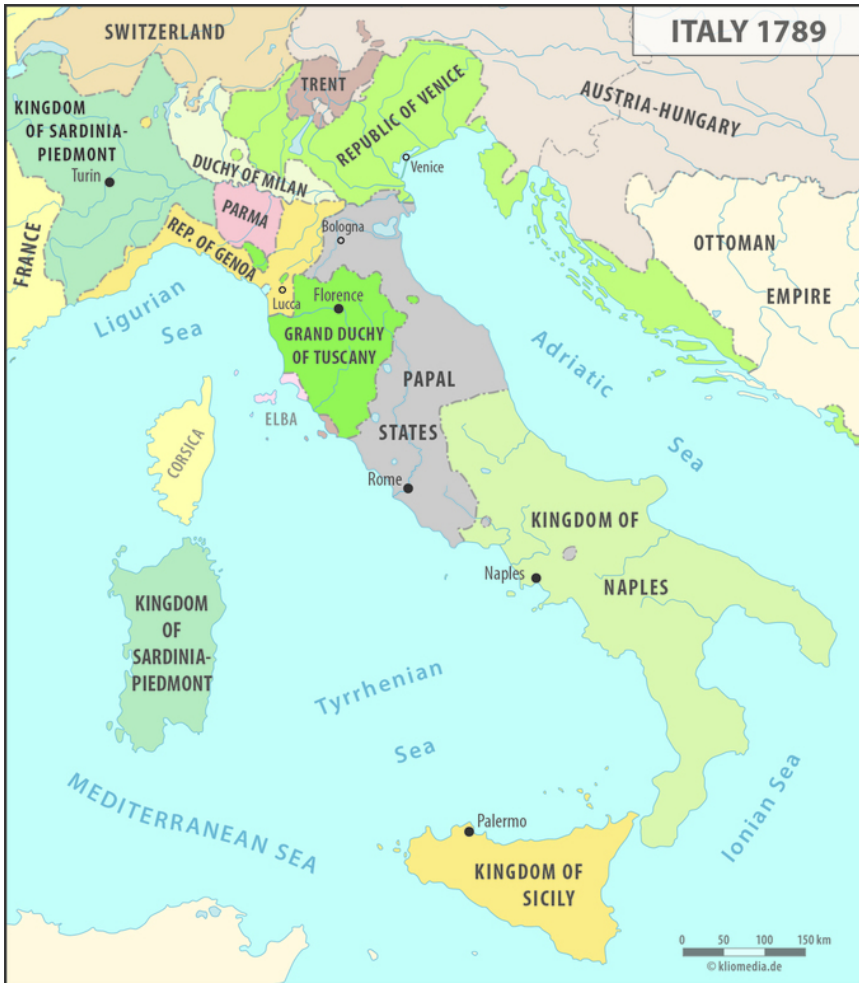 ITALY 1789
SWITZERLAND
TRENT
REPUBLIC OF VENICE
AUSTRIA-HUNGARY
KINGDOM
OF SARDINIA-
PIEDMONT
Turin
DUCHY OF MILAN
Venice
PARMA
FRANCE
REP. OF GENOA
Bologna
OTTOMAN
EMPIRE
Lucca
Florence
Ligurian
Sea
GRAND DUCHY
OF TUSCANY
Adriatic
Sea
PAPAL
STATES
ELBA
CORSICA
Rome
KINGDOM OF
NAPLES
Naples
KINGDOM
OF
SARDINIA-
PIEDMONT
Tyrrhenian
Sea
MEDITERRANEAN SEA
Ionian Sea
Palermo
KINGDOM OF
SICILY
0 50 100 150 km
© kliomedia.de